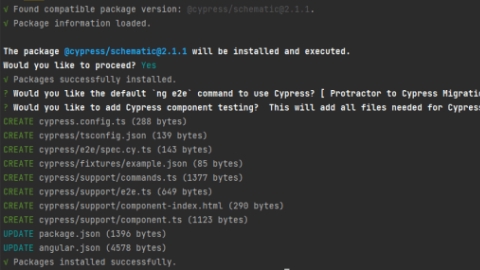 √ Found compatible package version: @cypress/schematic@2.1.1.
√ Package information loaded.
The package @cypress/schematic@2.1.1 will be installed and executed.
Would you like to proceed? Yes
√ Packages successfully installed.
? Would you like the default `ng e2e` command to use Cypress? [ Protractor to Cypress Migratio
? Would you like to add Cypress component testing?  This will add all files needed for Cypress
CREATE cypress.config.ts (288 bytes)
CREATE cypress/tsconfig.json (139 bytes)
CREATE cypress/e2e/spec.cy.ts (143 bytes)
CREATE cypress/fixtures/example.json (85 bytes)
CREATE cypress/support/commands.ts (1377 bytes)
CREATE cypress/support/e2e.ts (649 bytes)
CREATE cypress/support/component-index.html (290 bytes)
CREATE cypress/support/component.ts (1123 bytes)
UPDATE package.json (1396 bytes)
UPDATE angular.json (4578 bytes)
√ Packages installed successfully.